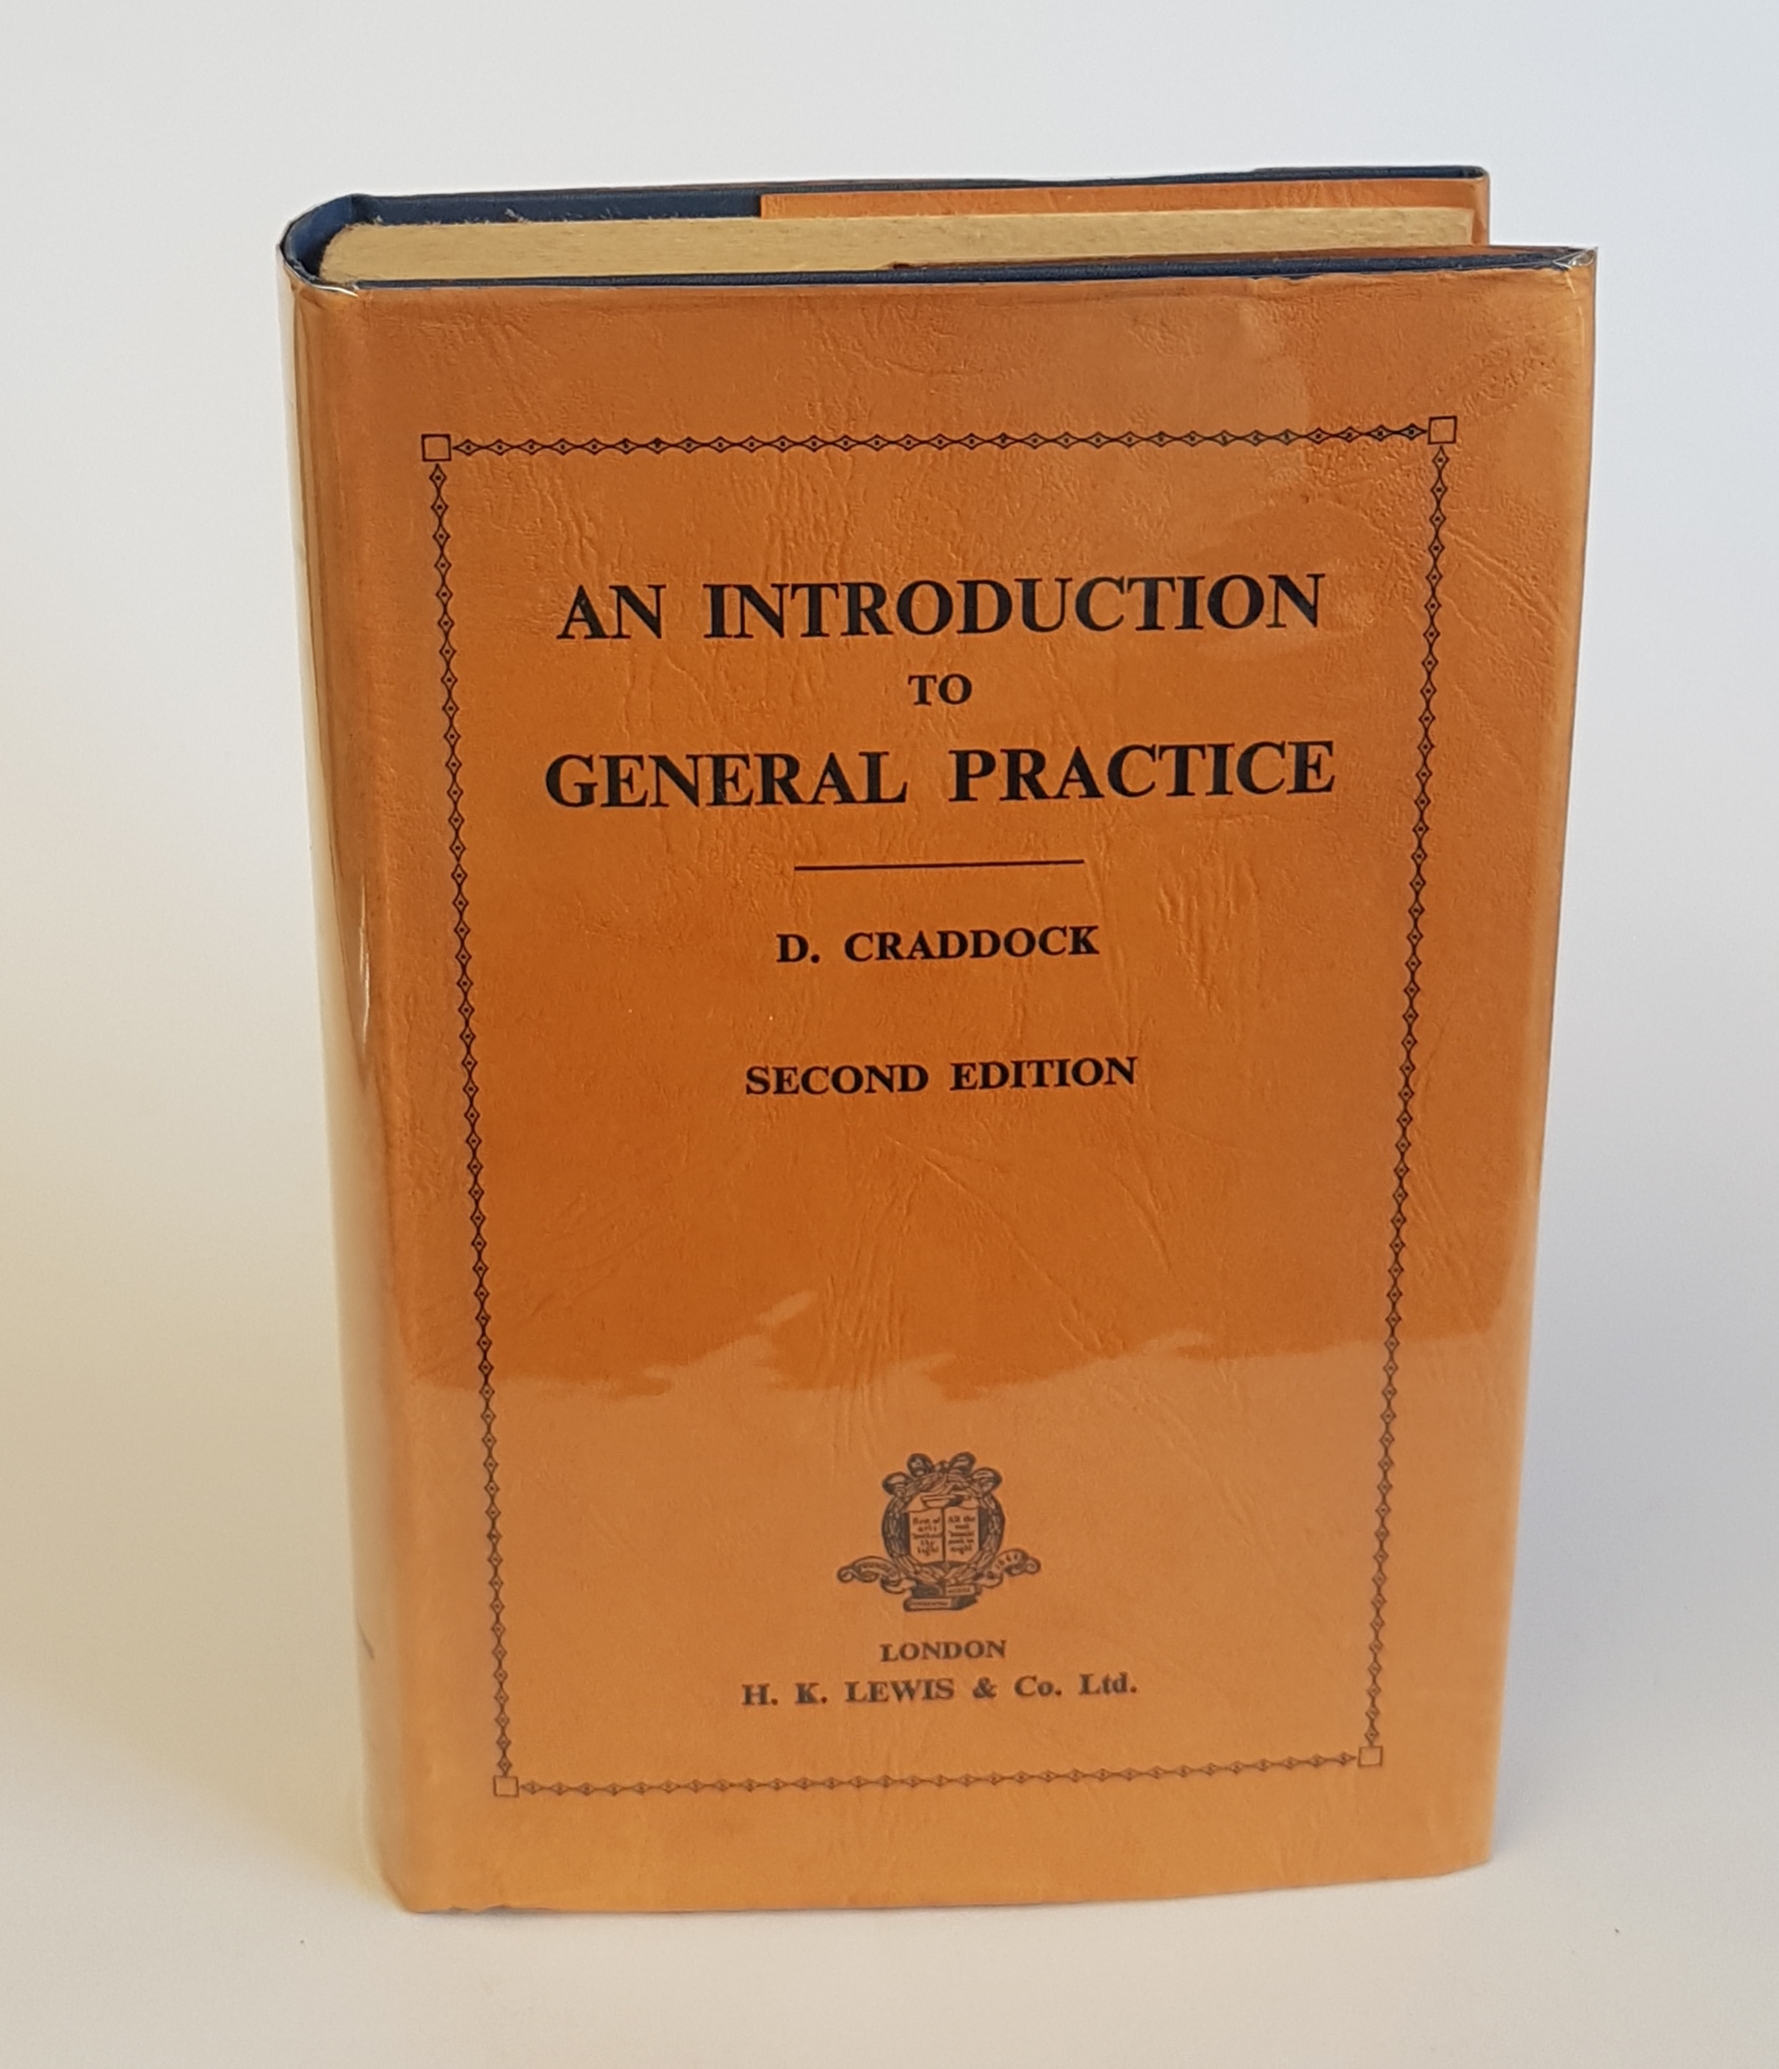 AN INTRODUCTION
TO
GENERAL PRACTICE
D. CRADDOCK
SECOND EDITION
LONDON
H. K. LEWIS & Co. Ltd.